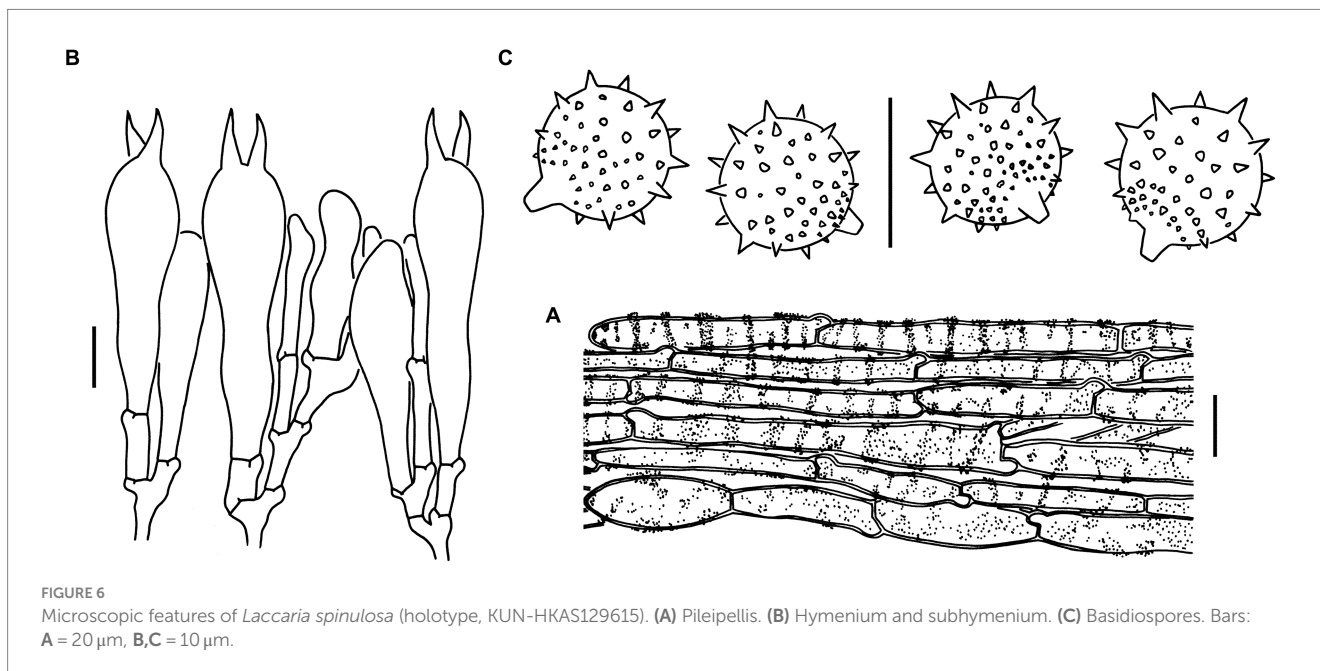 B
C
A
FIGURE 6
Microscopic features of Laccaria spinulosa (holotype, KUN-HKAS129615). (A) Pileipellis. (B) Hymenium and subhymenium. (C) Basidiospores. Bars:
A = 20 μm, B,C = 10 μm.